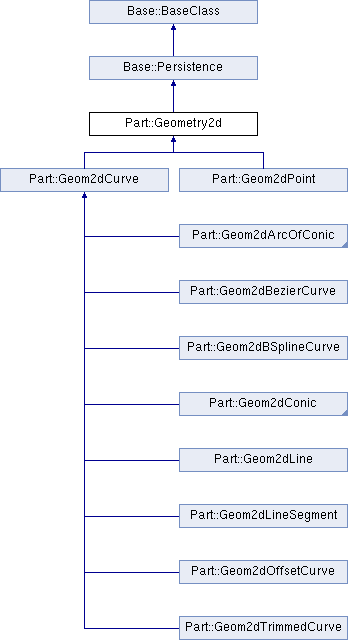 Base::BaseClass
Base::Persistence
Part::Geometry2d
Part::Geom2dCurve
Part::Geom2dPoint
Part::Geom2dArcOfConic
Part::Geom2dBezierCurve
Part::Geom2dBSplineCurve
Part::Geom2dConic
Part::Geom2dLine
Part::Geom2dLineSegment
Part::Geom2dOffsetCurve
Part::Geom2dTrimmedCurve